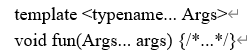 template <typename... Args>
void fun(Args... args) {/*...*/}